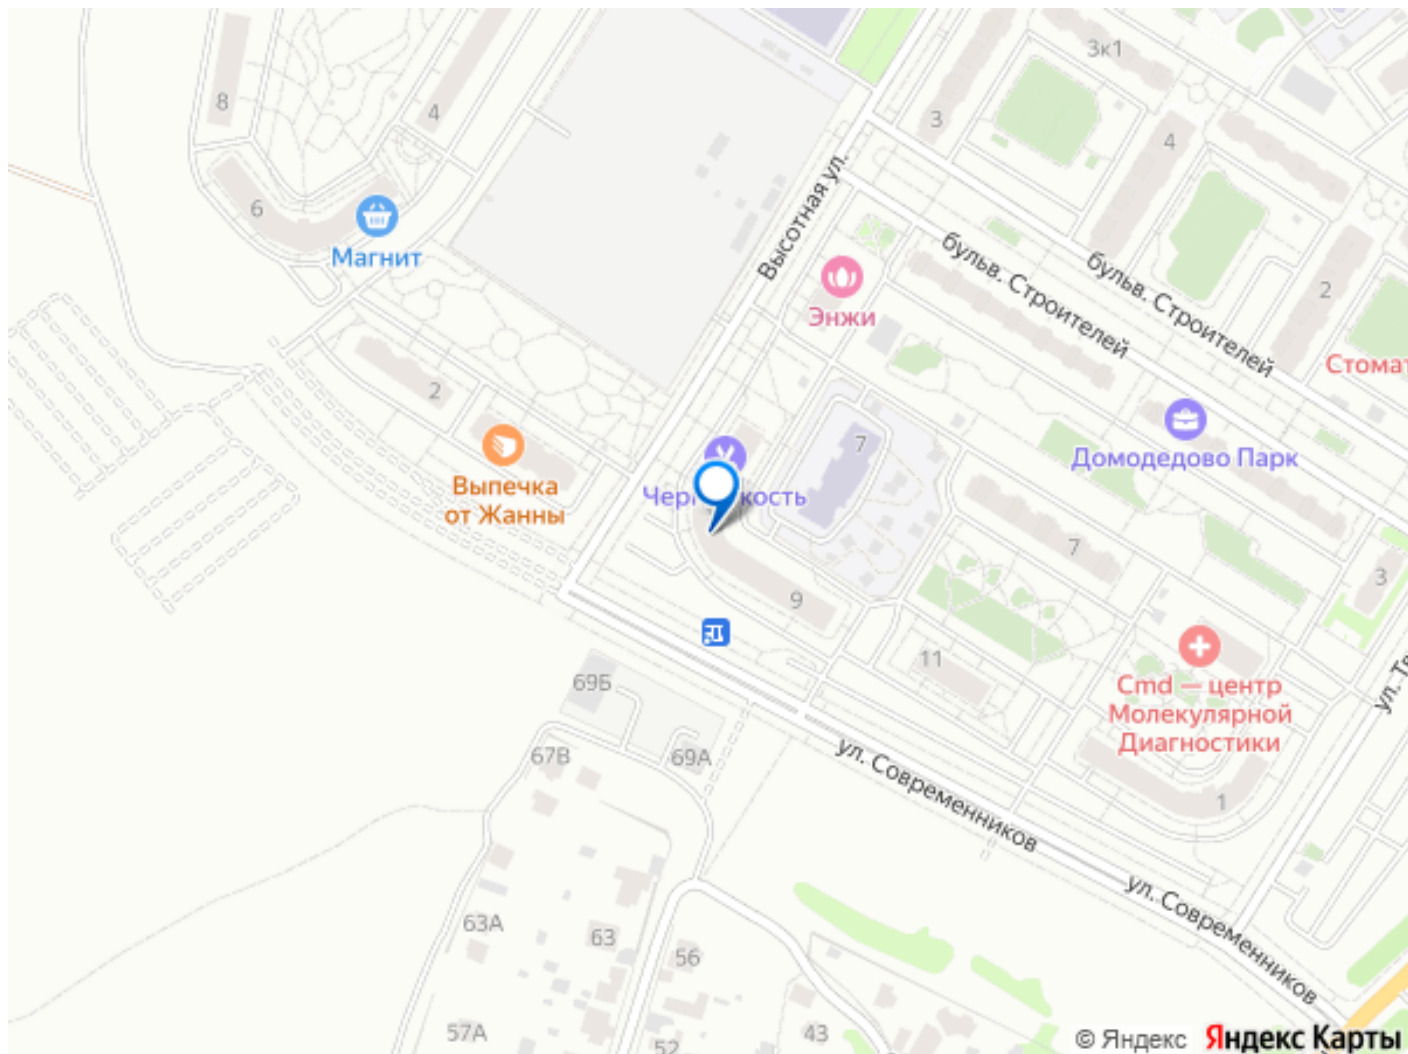 3к1
8
4
3
4
Высотная ул.
6
Магнит
бульв. Строителей
бульв. Строителей
2
Энжи
Стомат
2
7
Домодедово Парк
Выпечка
от Жанны
7
3
9
11
Cmd — центр
Молекулярной
Диагностики
69Б
67В
69А
ул. Современников
1
ул. Современников
63А
63
56
57А
52
43
© Яндекс
Яндекс Карты